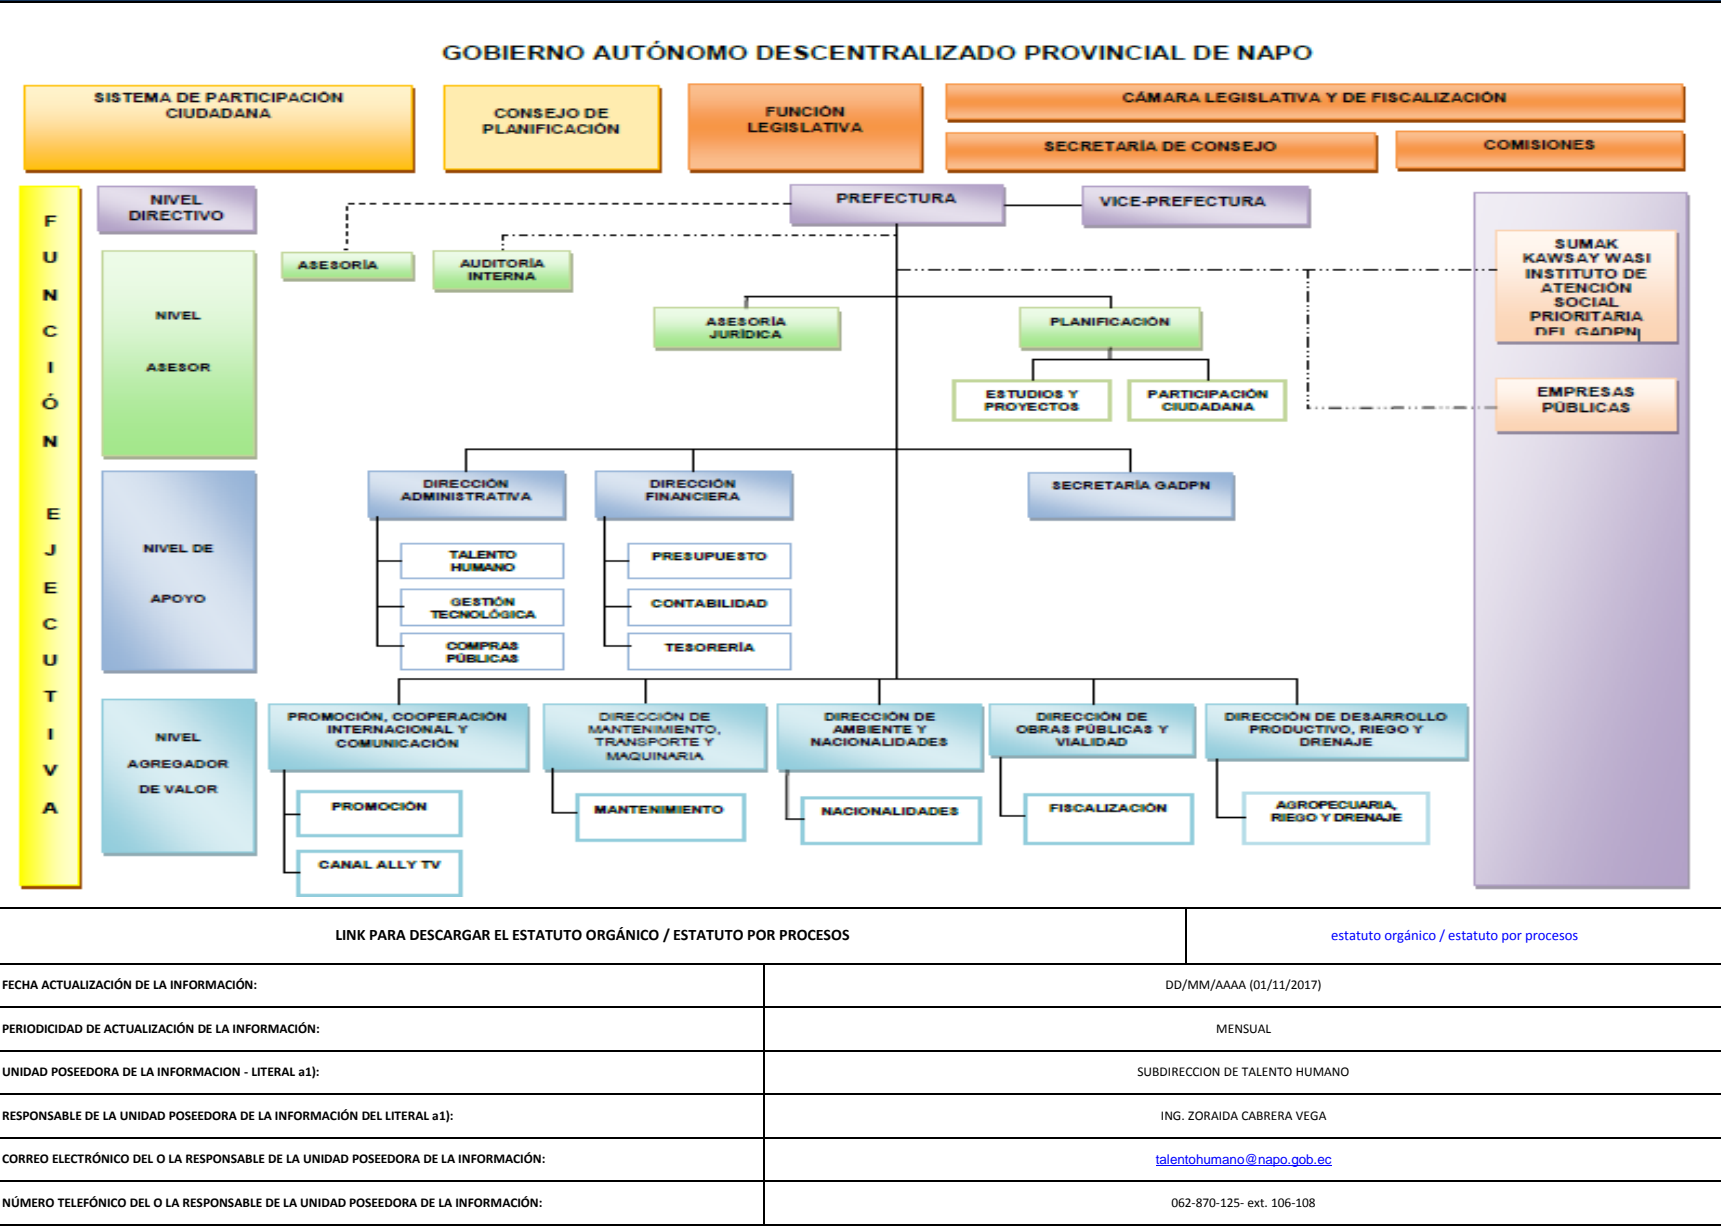 GOBIERNO AUTÓNOMO DESCENTRALIZADO PROVINCIAL DE NAPO
SISTEMA DE PARTICIPACIÓN
CIUDADANA
CONSEJO DE
PLANIFICACIÓN
FUNCIÓN
LEGISLATIVA
CÁMARA LEGISLATIVA Y DE FISCALIZACIÓN
SECRETARÍA DE CONSEJO
COMISIONES
F
U
N
C
I
Ó
N
E
J
E
C
U
T
I
V
A
NIVEL
DIRECTIVO
PREFECTURA
VICE-PREFECTURA
NIVEL
ASESOR
ASESORÍA
AUDITORÍA
INTERNA
ASESORÍA
JURÍDICA
PLANIFICACIÓN
ESTUDIOS Y
PROYECTOS
PARTICIPACIÓN
CIUDADANA
SUMAK
KAWSAY WASI
INSTITUTO DE
ATENCIÓN
SOCIAL
PRIORITARIA
DEL GADPN
EMPRESAS
PÚBLICAS
NIVEL DE
APOYO
DIRECCIÓN
ADMINISTRATIVA
TALENTO
HUMANO
GESTIÓN
TECNOLÓGICA
COMPRAS
PÚBLICAS
DIRECCIÓN
FINANCIERA
PRESUPUESTO
CONTABILIDAD
TESORERÍA
SECRETARÍA GADPN
NIVEL
AGREGADOR
DE VALOR
PROMOCIÓN, COOPERACIÓN
INTERNACIONAL Y
COMUNICACIÓN
PROMOCIÓN
CANAL ALLY TV
DIRECCIÓN DE
MANTENIMIENTO,
TRANSPORTE Y
MAQUINARIA
MANTENIMIENTO
DIRECCIÓN DE
AMBIENTE Y
NACIONALIDADES
NACIONALIDADES
DIRECCIÓN DE
OBRAS PÚBLICAS Y
VIALIDAD
FISCALIZACIÓN
DIRECCIÓN DE DESARROLLO
PRODUCTIVO, RIEGO Y
DRENAJE
AGROPECUARIA,
RIEGO Y DRENAJE
LINK PARA DESCARGAR EL ESTATUTO ORGÁNICO / ESTATUTO POR PROCESOS
estatuto orgánico / estatuto por procesos
FECHA ACTUALIZACIÓN DE LA INFORMACIÓN:
DD/MM/AAAA (01/11/2017)
PERIODICIDAD DE ACTUALIZACIÓN DE LA INFORMACIÓN:
MENSUAL
UNIDAD POSEEDORA DE LA INFORMACION - LITERAL a1):
SUBDIRECCION DE TALENTO HUMANO
RESPONSABLE DE LA UNIDAD POSEEDORA DE LA INFORMACIÓN DEL LITERAL a1):
ING. ZORAIDA CABRERA VEGA
CORREO ELECTRÓNICO DEL O LA RESPONSABLE DE LA UNIDAD POSEEDORA DE LA INFORMACIÓN:
talentohumano@napo.gob.ec
NÚMERO TELEFÓNICO DEL O LA RESPONSABLE DE LA UNIDAD POSEEDORA DE LA INFORMACIÓN:
062-870-125- ext. 106-108